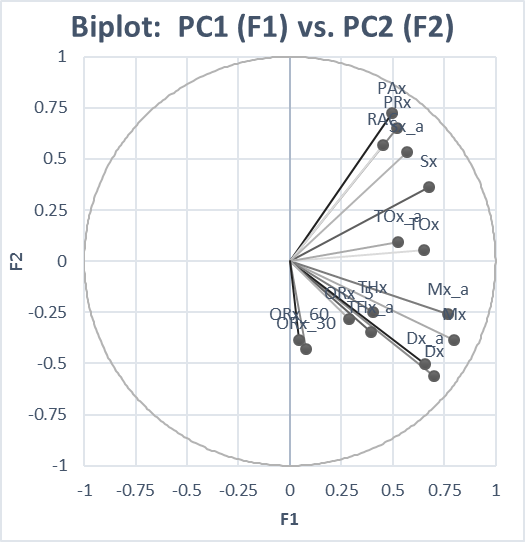 Biplot: PC1 (F1) vs. PC2 (F2)
1
0.75
0.5
0.25
0
-0.25
-0.5
-0.75
-1
F2
PAx
PRx
RAx
Sx_a
Sx
TOx_a
TOx
THx
Mx_a
ORx_5
THx_a
Mx
ORx_60
ORx_30
Dx_a
Dx
-1 -0.75 -0.5 -0.25 0 0.25 0.5 0.75 1
F1